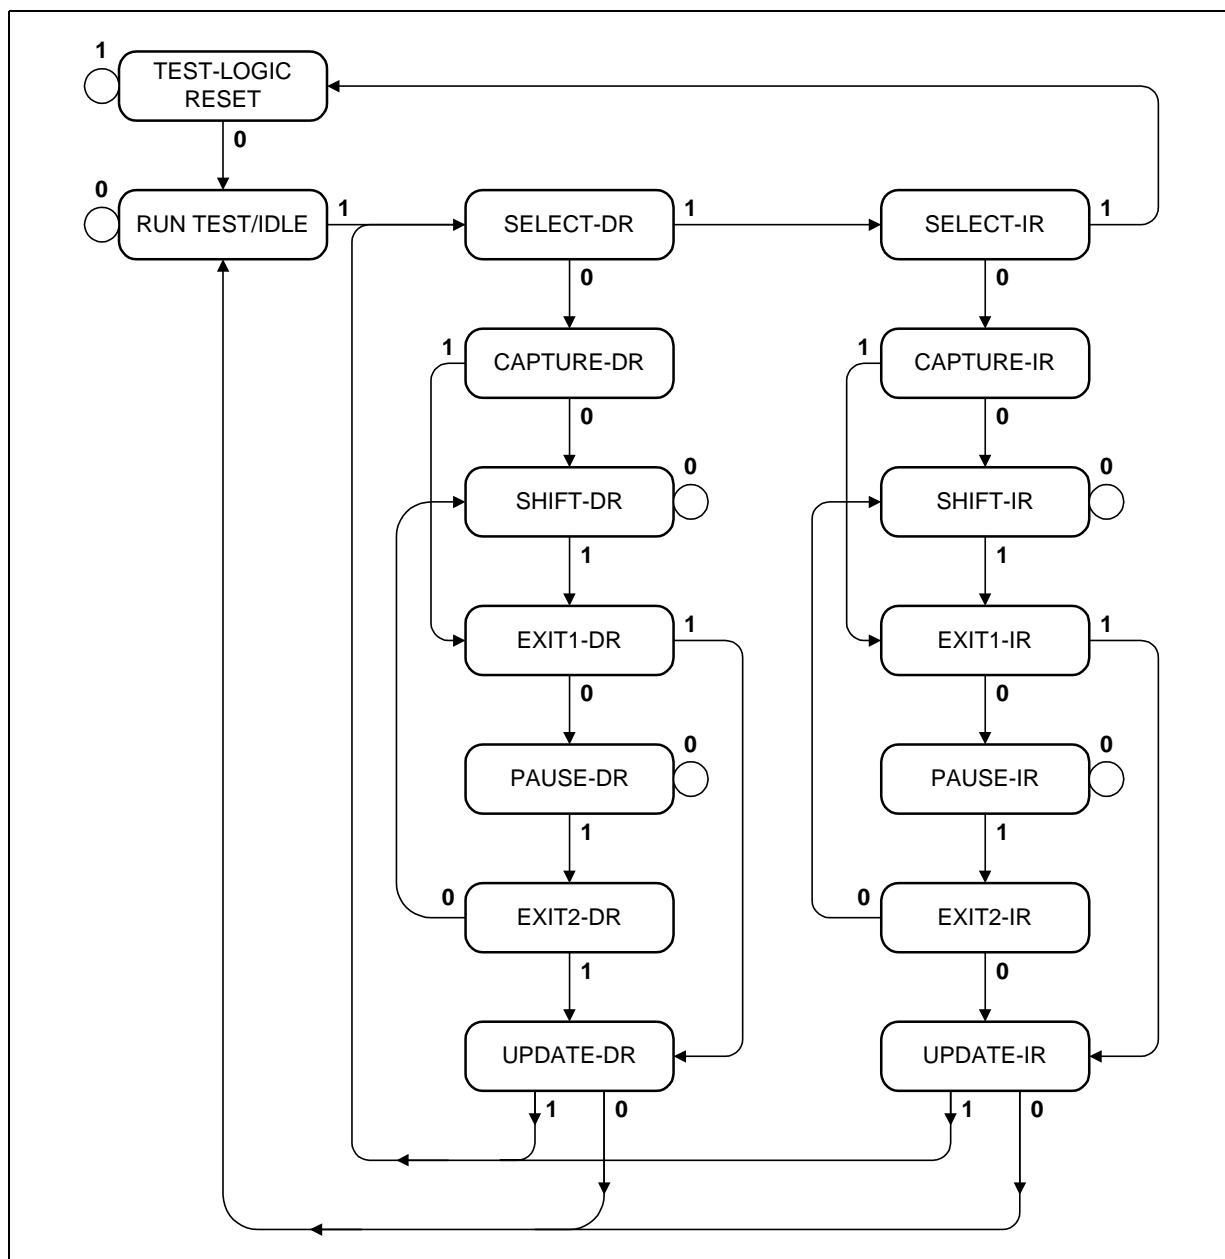 1
TEST-LOGIC
RESET
0
0
RUN TEST/IDLE
1
SELECT-DR
1
SELECT-IR
1
0
0
1
CAPTURE-DR
1
CAPTURE-IR
0
0
SHIFT-DR
0
SHIFT-IR
0
1
1
EXIT1-DR
1
EXIT1-IR
1
0
0
PAUSE-DR
0
PAUSE-IR
0
1
1
0
EXIT2-DR
0
EXIT2-IR
1
0
UPDATE-DR
UPDATE-IR
1
0
1
0